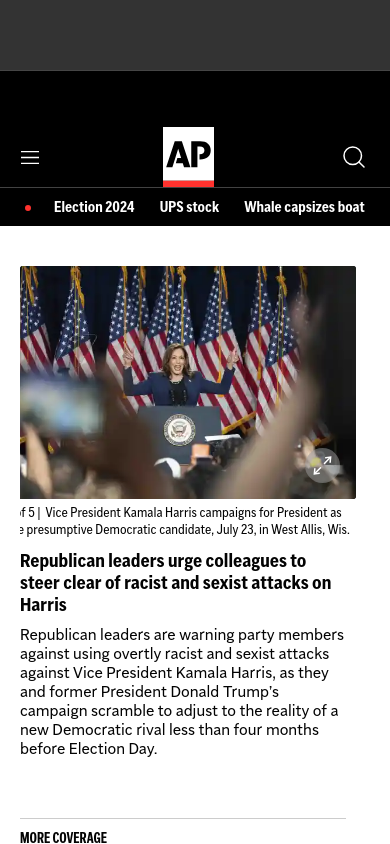 AP
Election 2024 UPS stock Whale capsizes boat
of 5 | Vice President Kamala Harris campaigns for President as
e presumptive Democratic candidate, July 23, in West Allis, Wis.
Republican leaders urge colleagues to
steer clear of racist and sexist attacks on
Harris
Republican leaders are warning party members
against using overtly racist and sexist attacks
against Vice President Kamala Harris, as they
and former President Donald Trump’s
campaign scramble to adjust to the reality of a
new Democratic rival less than four months
before Election Day.
MORE COVERAGE